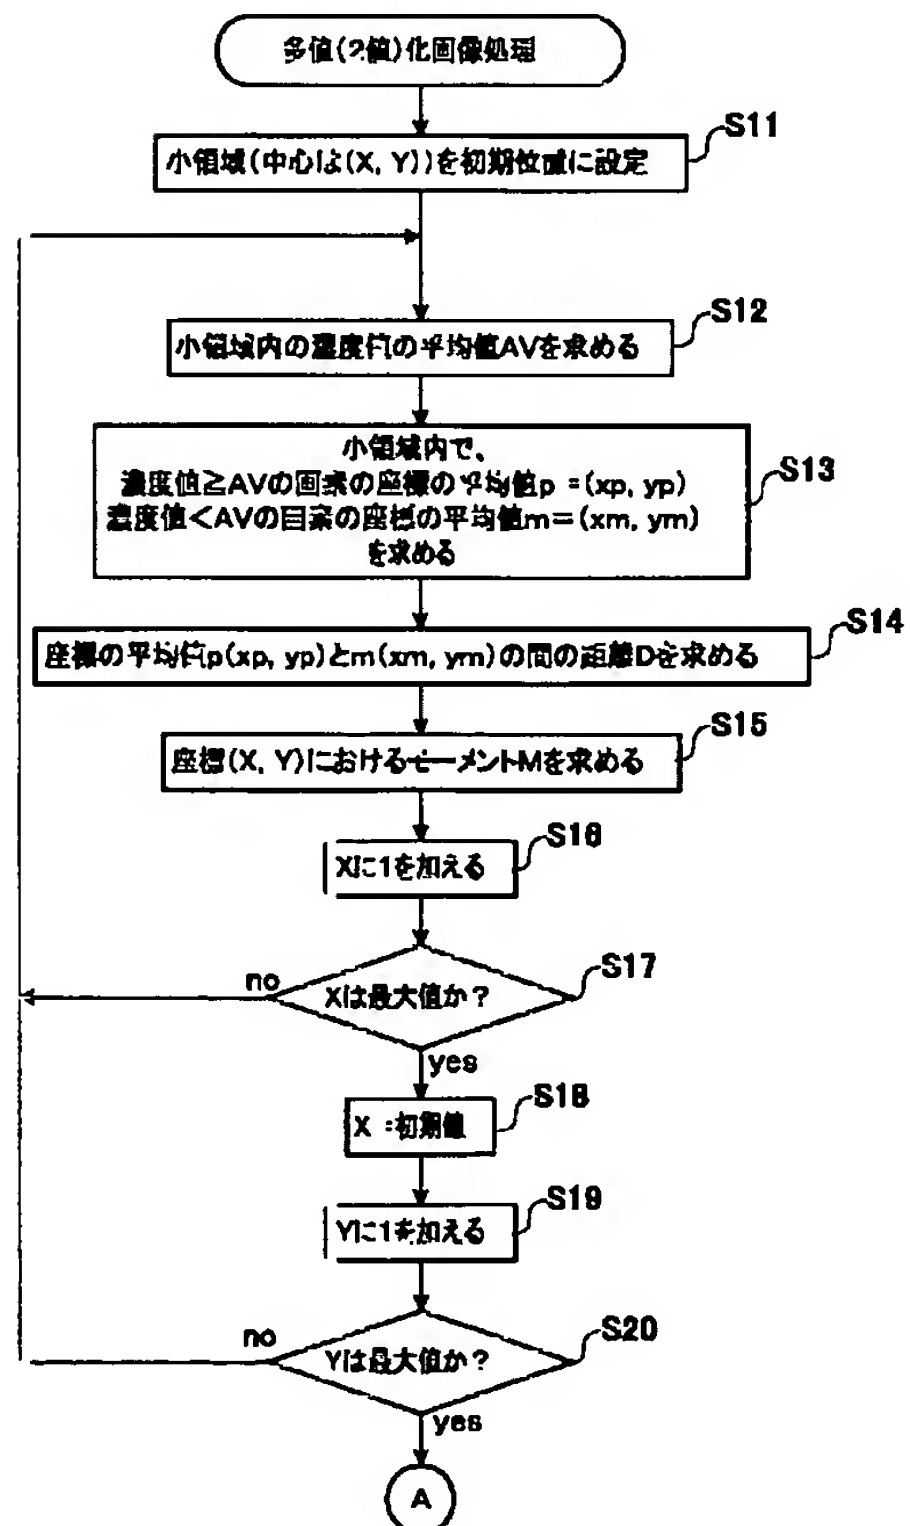 多値(2値)化画像処理
S11
小領域(中心は(X, Y))を初期位置に設定
S12
小領域内の濃度値の平均値AVを求める
S13
小領域内で、
濃度値≧AVの画素の座標の平均値p =(xp, yp)
濃度値<AVの画素の座標の平均値m=(xm, ym)
を求める
S14
座標の平均値p(xp, yp)とm(xm, ym)の間の距離Dを求める
S15
座標(X, Y)におけるモーメントMを求める
S16
Xに1を加える
S17
Xは最大値か?
no
yes
S18
X =初期値
S19
Yに1を加える
S20
Yは最大値か?
no
yes
A